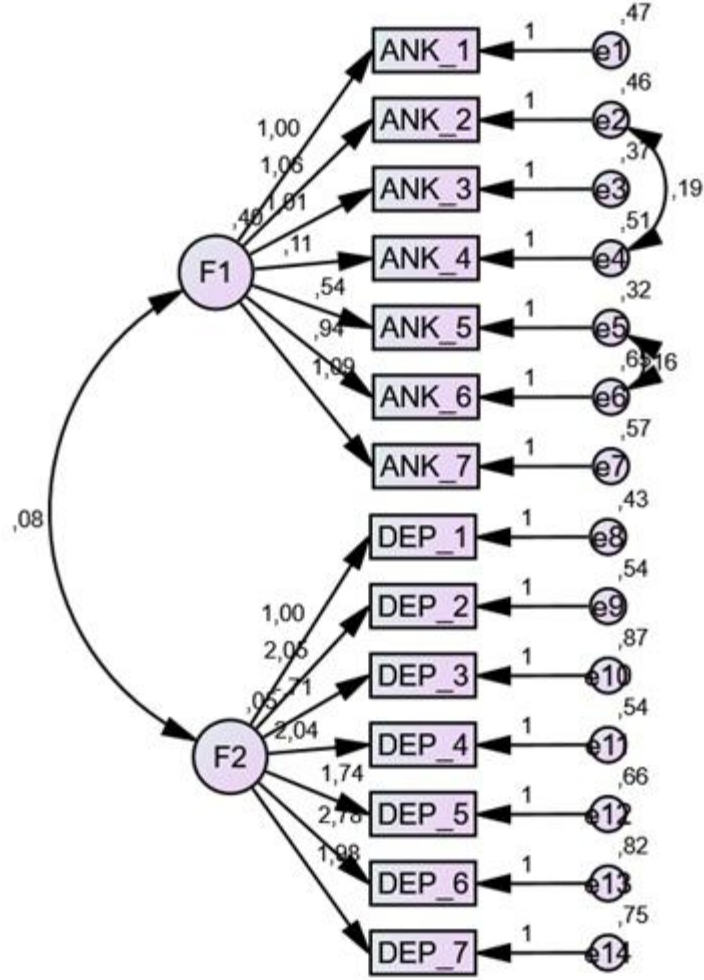 ,47
ANK_1 1 e1
1,00
,46
ANK_2 1 e2
1,06
,37
ANK_3 1 e3
,19
,40 1,01
,51
ANK_4 1 e4
,11
F1
,54
,32
ANK_5 1 e5
,94
,16
1,09
ANK_6 1 e6
,57
ANK_7 1 e7
,08
,43
DEP_1 1 e8
,54
1,00
DEP_2 1 e9
2,05
,87
DEP_3 1 e10
,05 ,71
,54
2,04
DEP_4 1 e11
F2
1,74
,66
2,78
DEP_5 1 e12
,82
1,98
DEP_6 1 e13
,75
DEP_7 1 e14